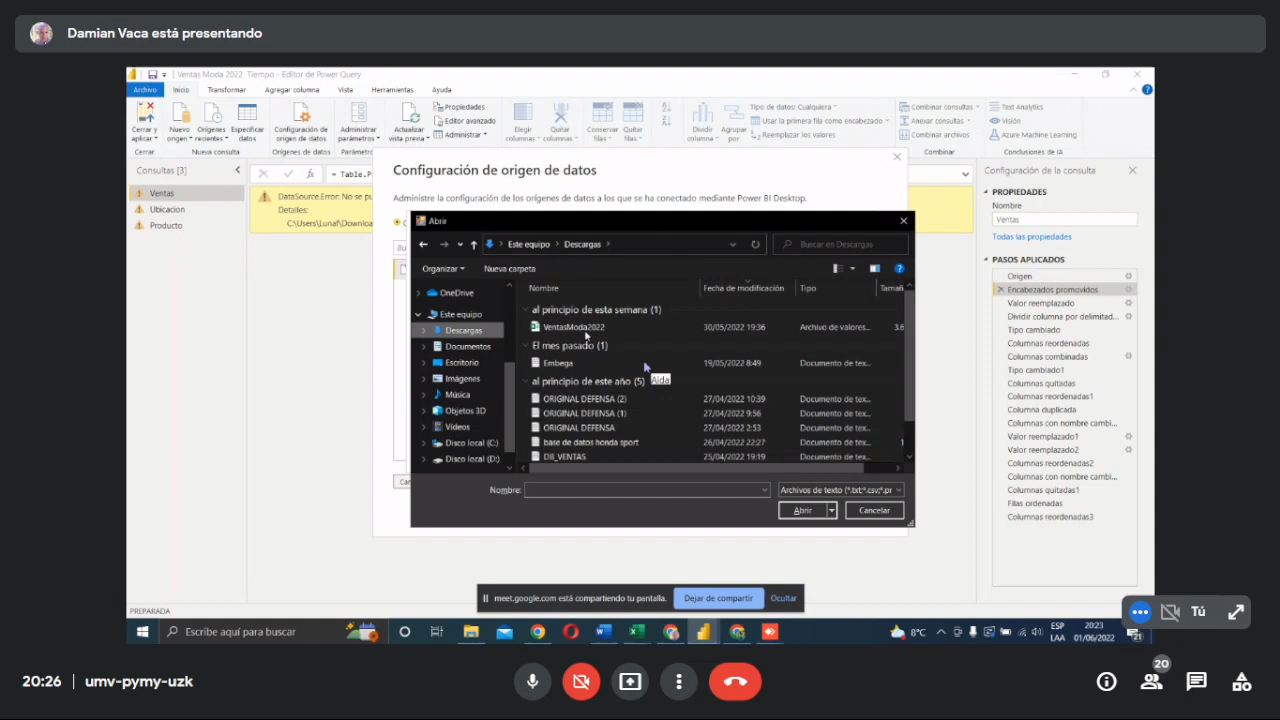 Damian Vaca está presentando
Ventas Moda 2022 Tiempo - Editor de Power Query
Archivo Inicio Transformar Agregar columna Vista Herramientas Ayuda
Cerrar y aplicar
Nuevo origen
Orígenes recientes
Especificar datos
Configuración de origen de datos
Administrar parámetros
Actualizar vista previa
Propiedades
Editor avanzado
Administrar
Elegir columnas
Quitar columnas
Conservar filas
Quitar filas
Dividir columna
Agrupar por
Tipo de datos: Cualquiera
Usar la primera fila como encabezado
Reemplazar los valores
Combinar consultas
Anexar consultas
Combinar archivos
Text Analytics
Visión
Azure Machine Learning
Cerrar Nueva consulta Orígenes de datos Combinar Conclusiones de IA
Consultas [3]
Ventas
Ubicacion
Producto
= Table.P
DataSource.Error: No se pu
Detalles:
C:\Users\Lunaf\Downloa
Configuración de origen de datos
Administre la configuración de los orígenes de datos a los que se ha conectado mediante Power BI Desktop.
Abrir
Este equipo > Descargas >
Buscar en Descargas
Organizar Nueva carpeta
Nombre Fecha de modificación Tipo Tamañ
OneDrive
Este equipo
Descargas
Documentos
Escritorio
Imágenes
Música
Objetos 3D
Vídeos
Disco local (C:)
Disco local (D:)
al principio de esta semana (1)
VentasModa2022 30/05/2022 19:36 Archivo de valores... 3.6
El mes pasado (1)
Embega 19/05/2022 8:49 Documento de tex...
al principio de este año (5)
Aida
ORIGINAL DEFENSA (2) 27/04/2022 10:39 Documento de tex...
ORIGINAL DEFENSA (1) 27/04/2022 9:56 Documento de tex...
ORIGINAL DEFENSA 27/04/2022 2:53 Documento de tex...
base de datos honda sport 26/04/2022 22:27 Documento de tex... 1
DB_VENTAS 25/04/2022 19:19 Documento de tex...
Nombre: Archivos de texto (*.txt;*.csv;*.pr
Abrir Cancelar
Configuración de la consulta
PROPIEDADES
Nombre
Ventas
Todas las propiedades
PASOS APLICADOS
Origen
Encabezados promovidos
Valor reemplazado
Dividir columna por delimitad...
Tipo cambiado
Columnas reordenadas
Columnas combinadas
Tipo cambiado1
Columnas quitadas
Columnas reordenadas1
Columna duplicada
Columnas con nombre cambi...
Valor reemplazado1
Valor reemplazado2
Columnas reordenadas2
Columnas con nombre cambi...
Columnas quitadas1
Filas ordenadas
Columnas reordenadas3
meet.google.com está compartiendo tu pantalla. Dejar de compartir Ocultar
PREPARADA
Tú
Escribe aquí para buscar
8°C
ESP
LAA
20:23
01/06/2022
21
20:26 | umv-pymy-uzk
20